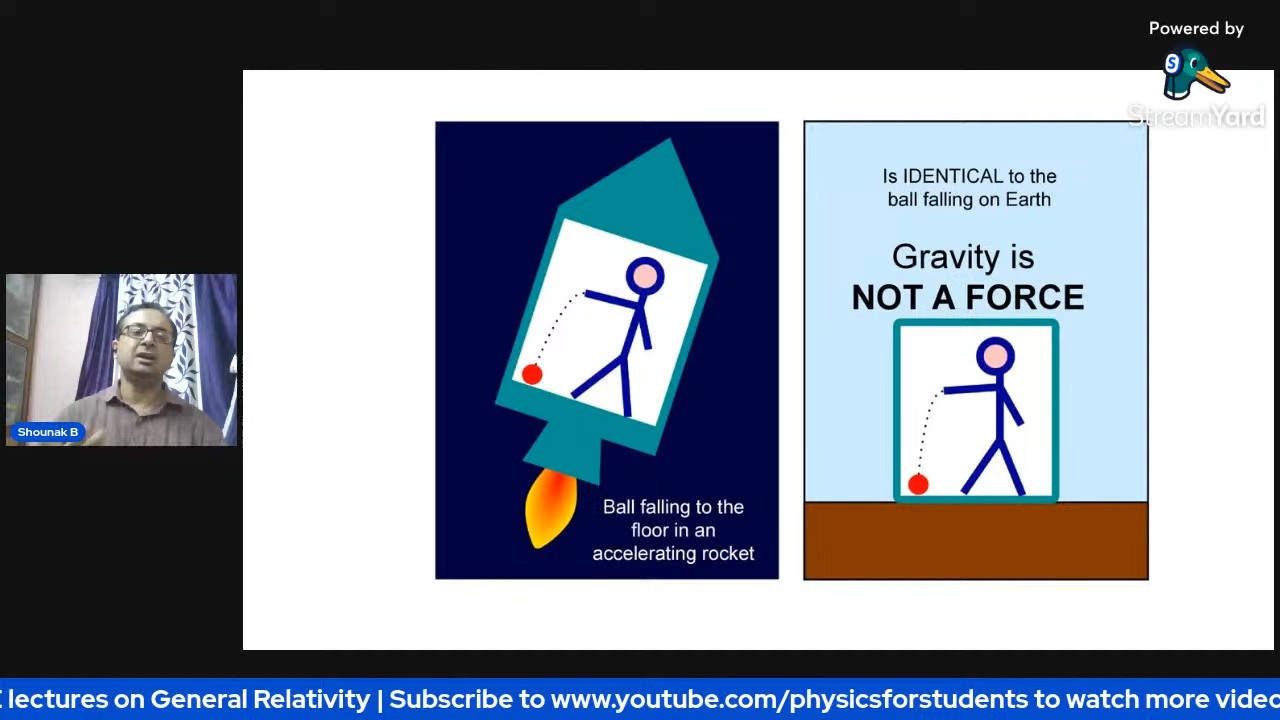 Powered by
S
StreamYard
Is IDENTICAL to the
ball falling on Earth
Gravity is
NOT A FORCE
Ball falling to the
floor in an
accelerating rocket
Shounak B
lectures on General Relativity | Subscribe to www.youtube.com/physicsforstudents to watch more video